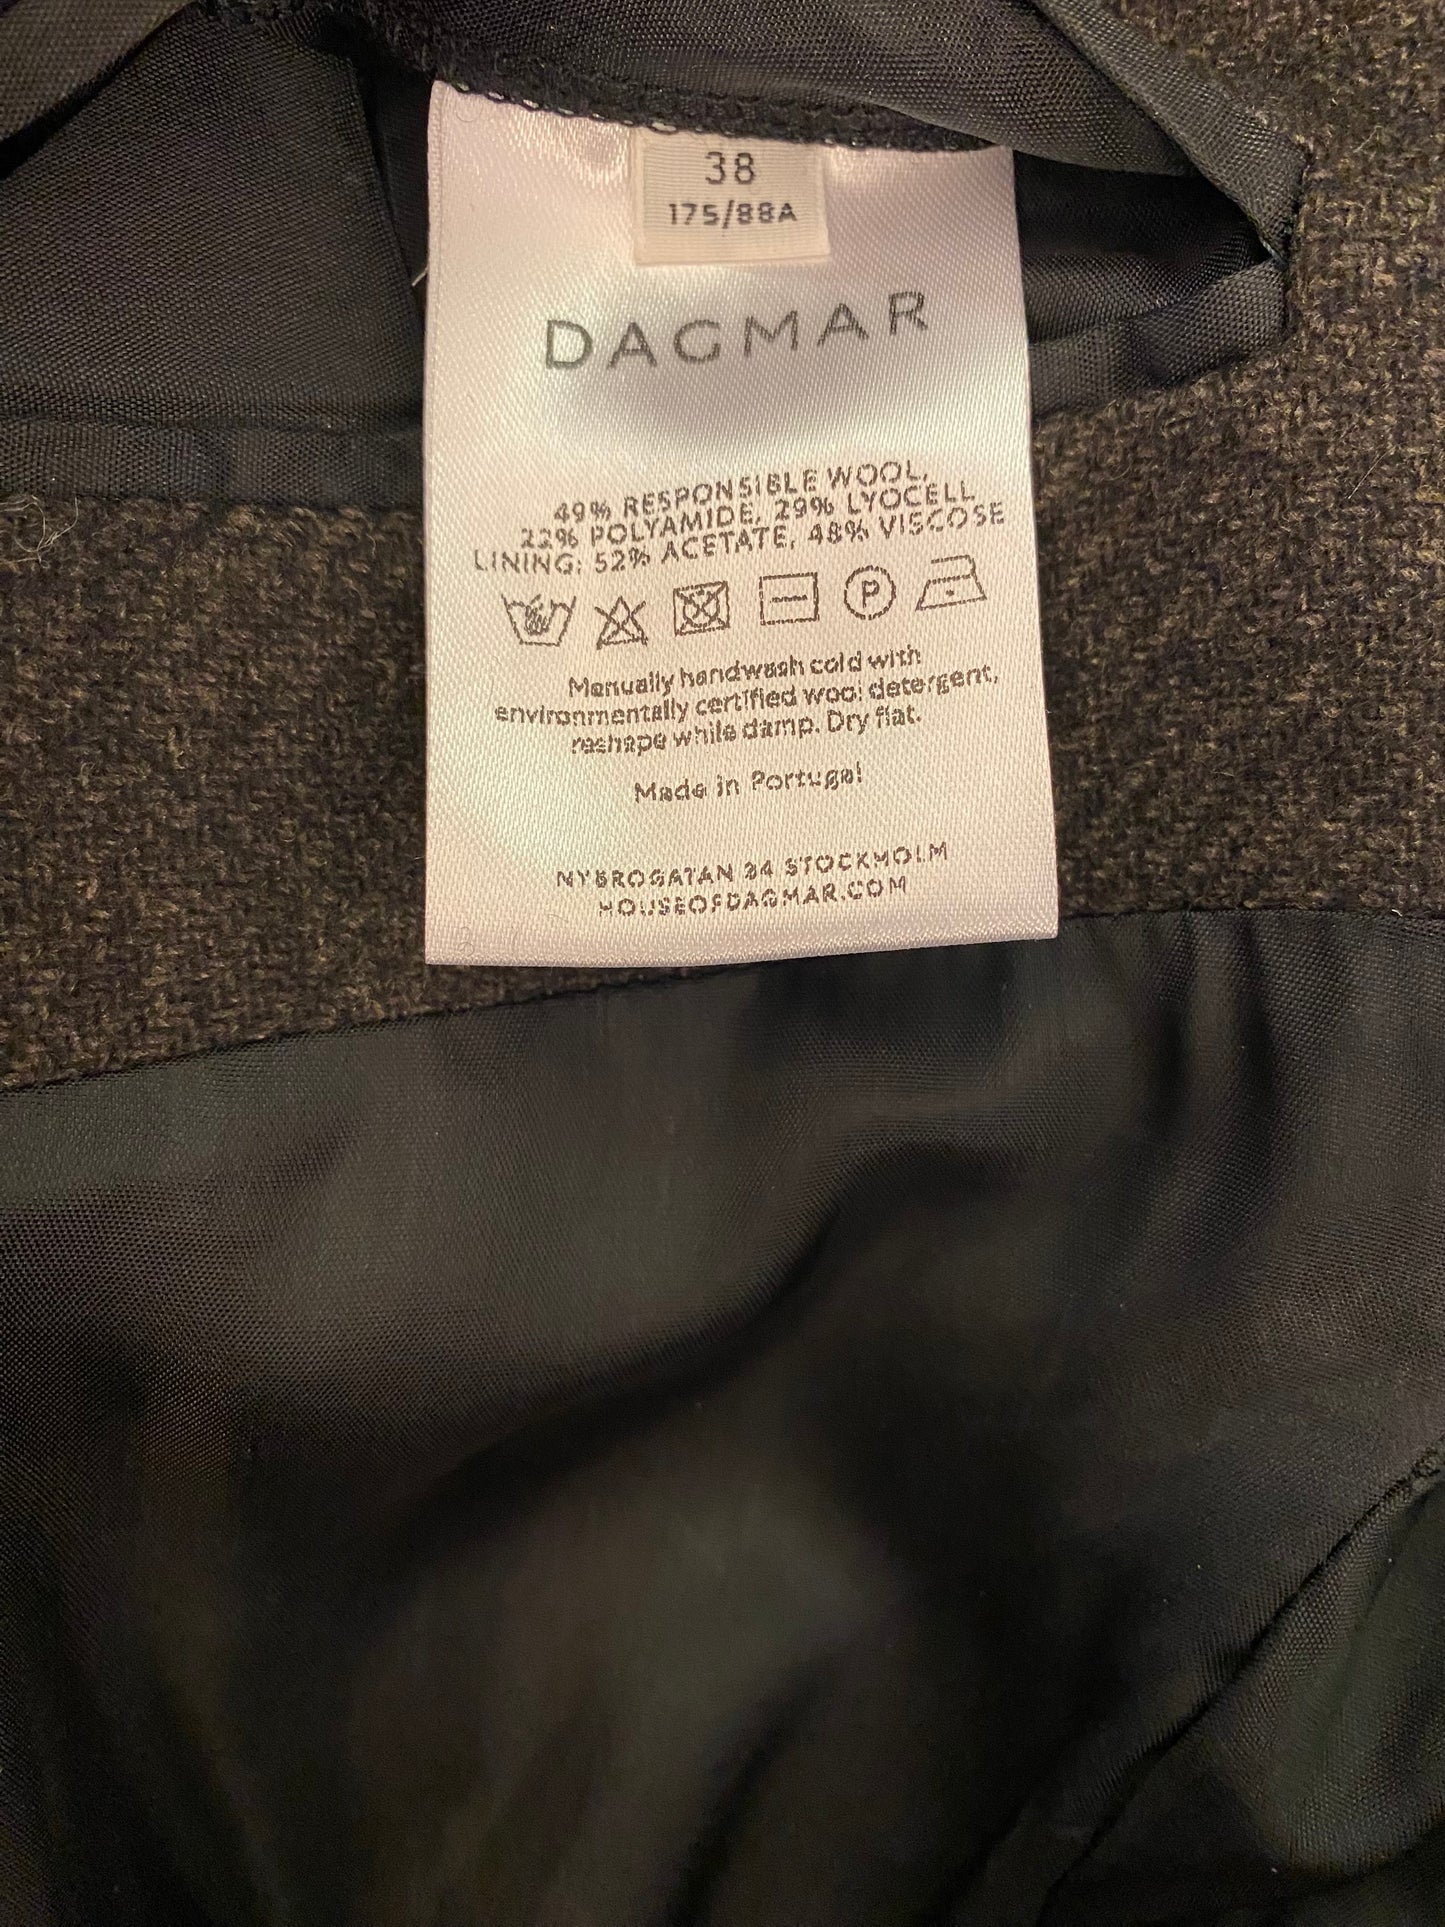 38
175/88A
DAGMAR
49% RESPONSIBLE WOOL,
22% POLYAMIDE, 29% LYOCELL
LINING: 52% ACETATE, 48% VISCOSE
P
Manually handwash cold with
environmentally certified wool detergent,
reshape while damp. Dry flat.
Made in Portugal
NYBROGATAN 34 STOCKHOLM
HOUSEOFDAGMAR.COM